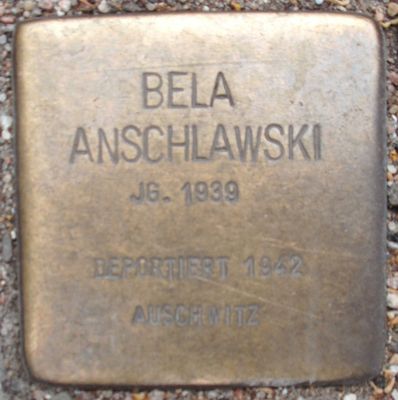 BELA
ANSCHLAWSKI
JG. 1939
DEPORTIERT 1942
AUSCHWITZ